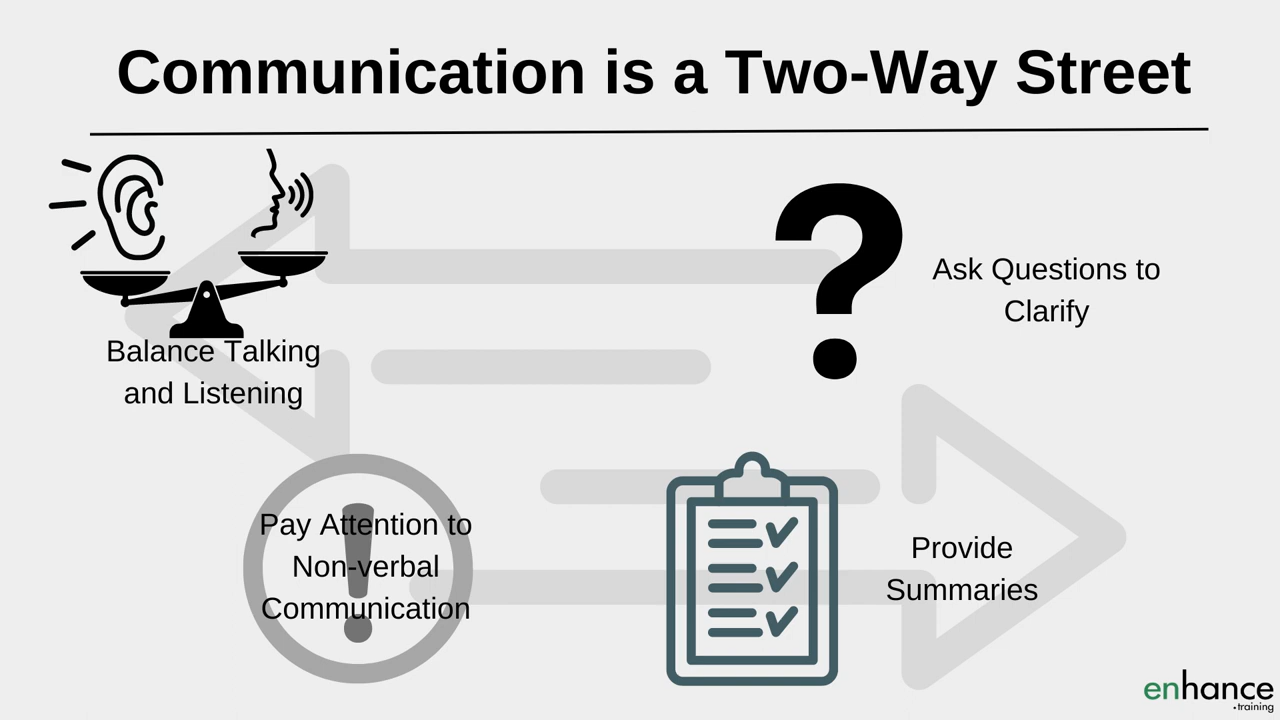 Communication is a Two-Way Street
Balance Talking
and Listening
Ask Questions to
Clarify
Pay Attention to
Non-verbal
Communication
Provide
Summaries
enhance
•training